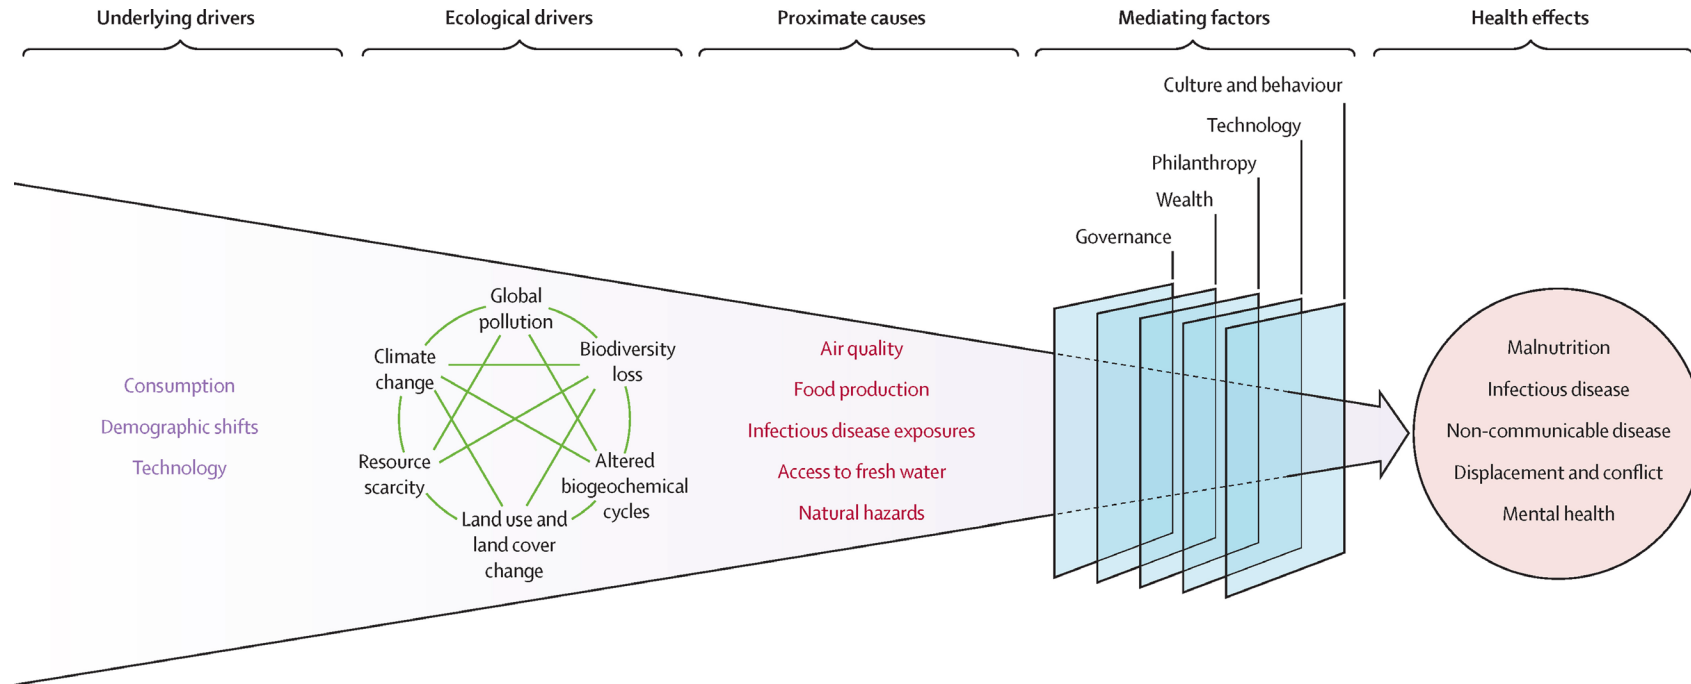 Underlying drivers
Ecological drivers
Proximate causes
Mediating factors
Health effects
Culture and behaviour
Technology
Philanthropy
Wealth
Governance
Consumption
Demographic shifts
Technology
Global
pollution
Biodiversity
loss
Altered
biogeochemical
cycles
Land use and
land cover
change
Resource
scarcity
Climate
change
Air quality
Food production
Infectious disease exposures
Access to fresh water
Natural hazards
Malnutrition
Infectious disease
Non-communicable disease
Displacement and conflict
Mental health